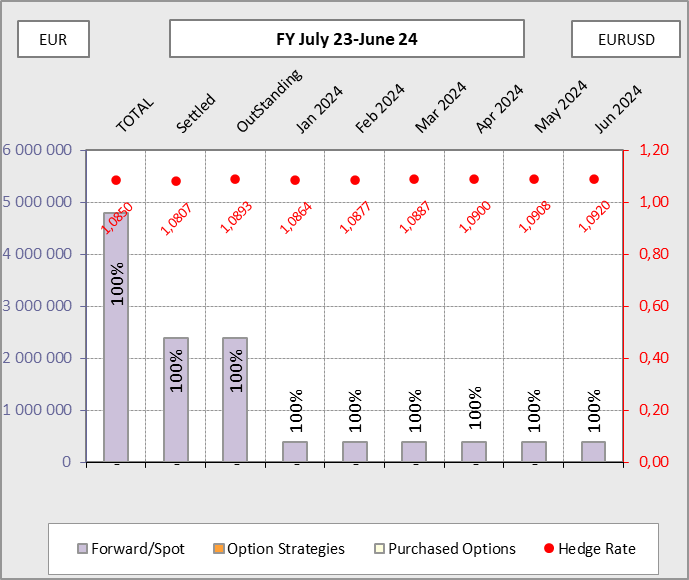 EUR
FY July 23-June 24
EURUSD
TOTAL
Settled
OutStanding
Jan 2024
Feb 2024
Mar 2024
Apr 2024
May 2024
Jun 2024
6 000 000
5 000 000
4 000 000
3 000 000
2 000 000
1 000 000
0
1,20
1,00
0,80
0,60
0,40
0,20
0,00
1,0850
1,0807
1,0893
1,0864
1,0877
1,0887
1,0900
1,0908
1,0920
100%
100%
100%
100%
100%
100%
100%
100%
100%
-
-
-
-
-
-
-
-
-
Forward/Spot
Option Strategies
Purchased Options
Hedge Rate